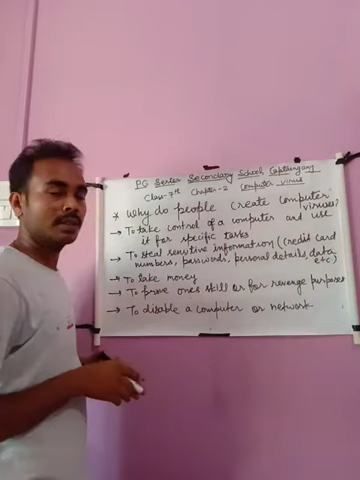 PG Senior Secondary School Captanganj
Class-7th Chapter-2 Computer virus
* Why do people create computer viruses?
→ To take control of a computer and use
it for specific tasks
→ To steal sensitive information (credit card
numbers, passwords, personal details, data
etc)
→ To take money
→ To prove ones skill or for revenge purposes
→ To disable a computer or network.